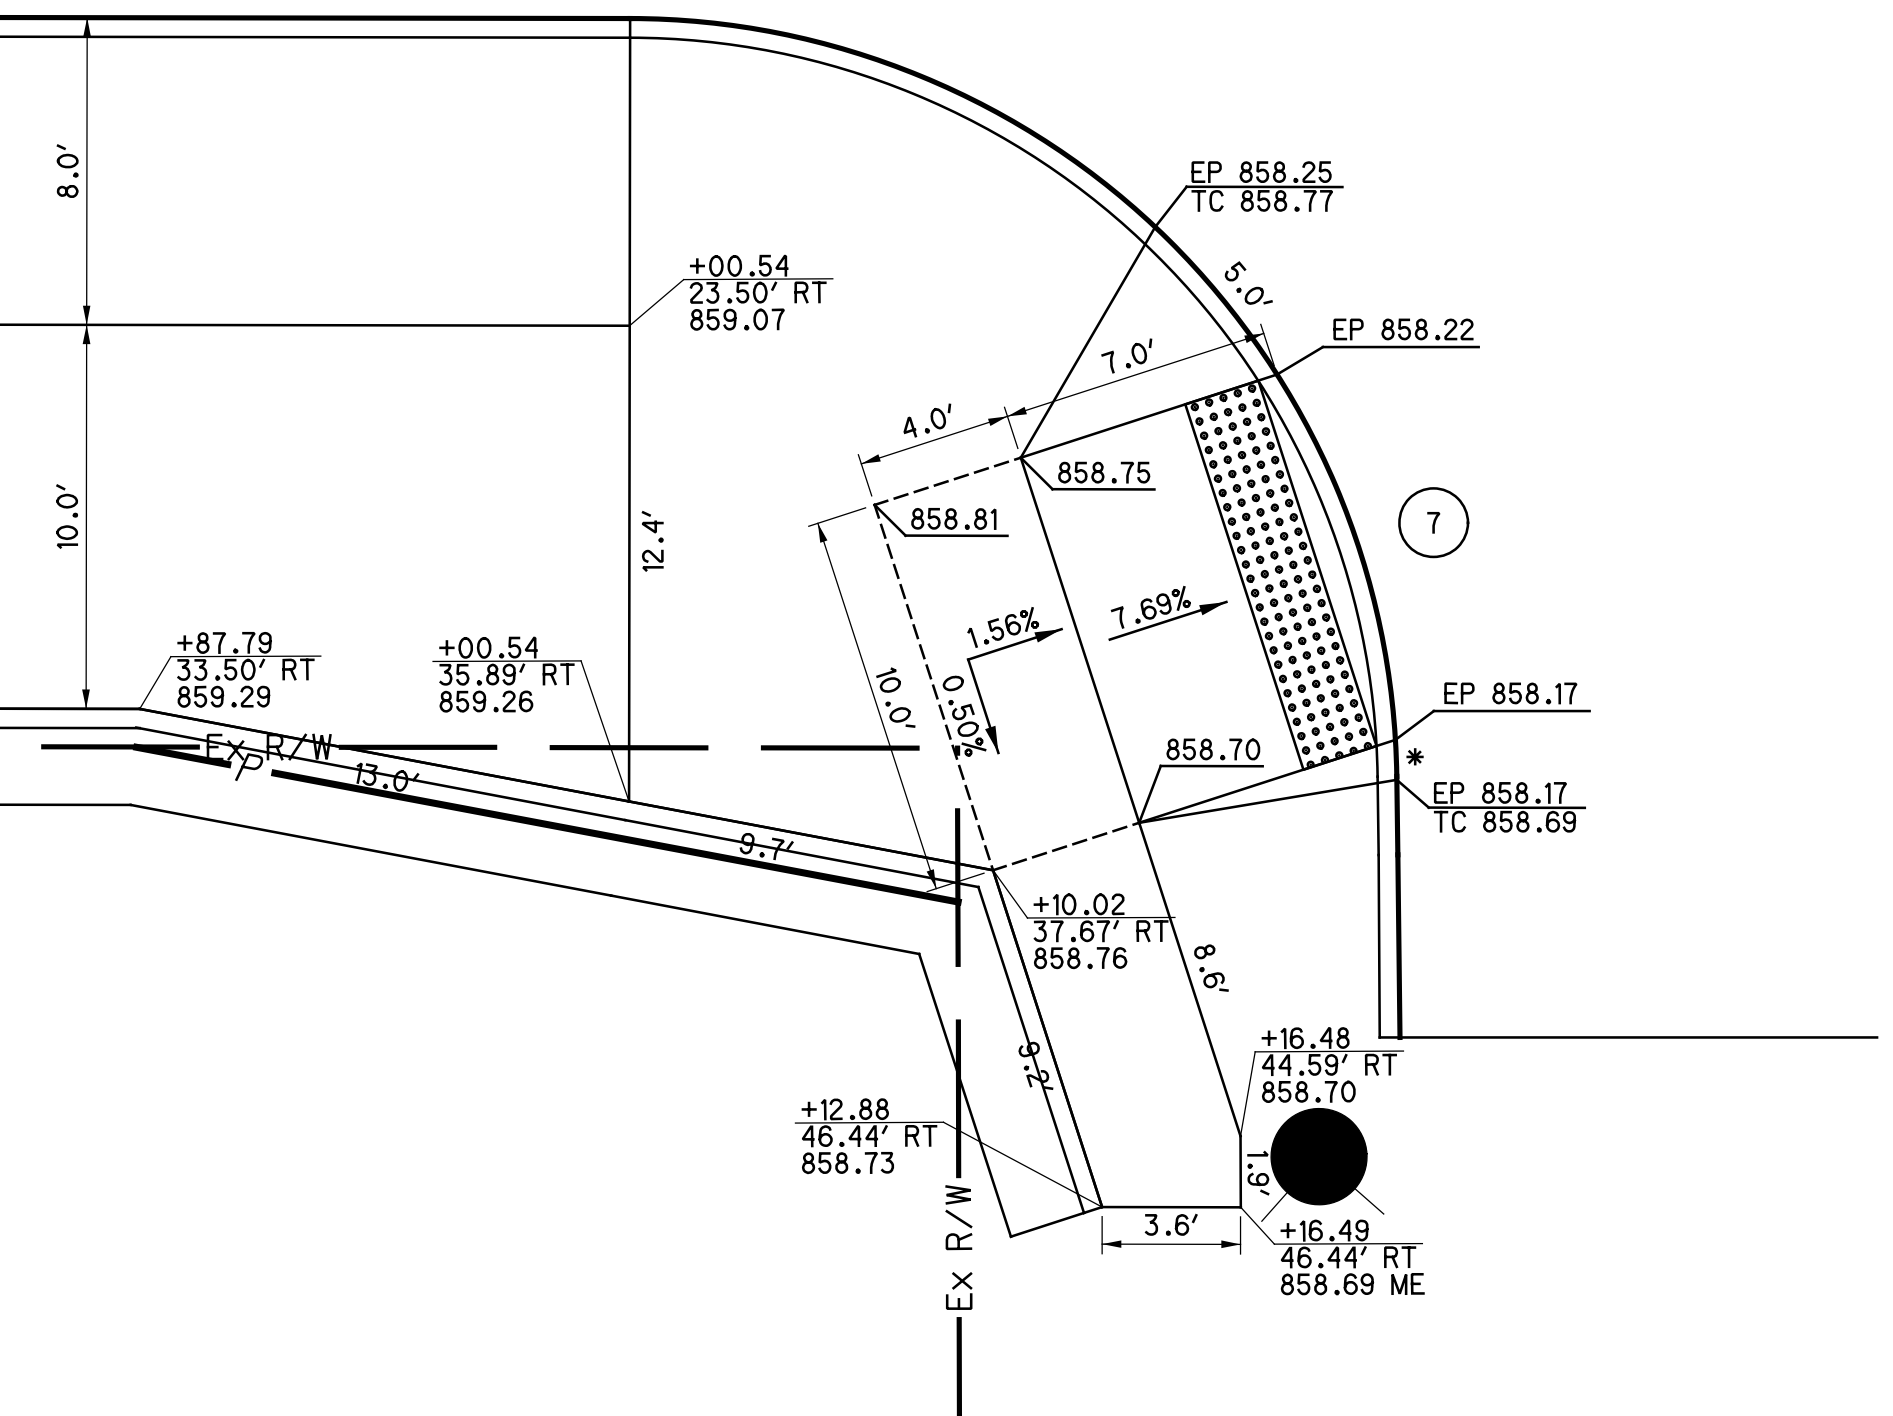 8.0'
EP 858.25
TC 858.77
+00.54
23.50' RT
859.07
5.0'
EP 858.22
7.0'
4.0'
858.75
858.81
7
10.0'
12.4'
1.56%
7.69%
0.50%
10.0'
+87.79
33.50' RT
859.29
+00.54
35.89' RT
859.26
EP 858.17
858.70
*
EP 858.17
TC 858.69
Ex R/W
P
13.0'
9.7'
+10.02
37.67' RT
858.76
8.6'
9.2'
+16.48
44.59' RT
858.70
+12.88
46.44' RT
858.73
1.9'
3.6'
+16.49
46.44' RT
858.69 ME
Ex R/W